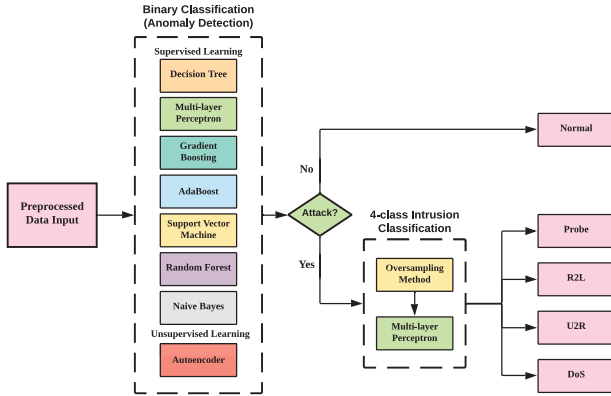 Binary Classification
(Anomaly Detection)
Supervised Learning
Decision Tree
Multi-layer
Perceptron
Gradient
Boosting
AdaBoost
Support Vector
Machine
Random Forest
Naive Bayes
Unsupervised Learning
Autoencoder
Preprocessed
Data Input
No
Attack?
Yes
4-class Intrusion
Classification
Oversampling
Method
Multi-layer
Perceptron
Normal
Probe
R2L
U2R
DoS